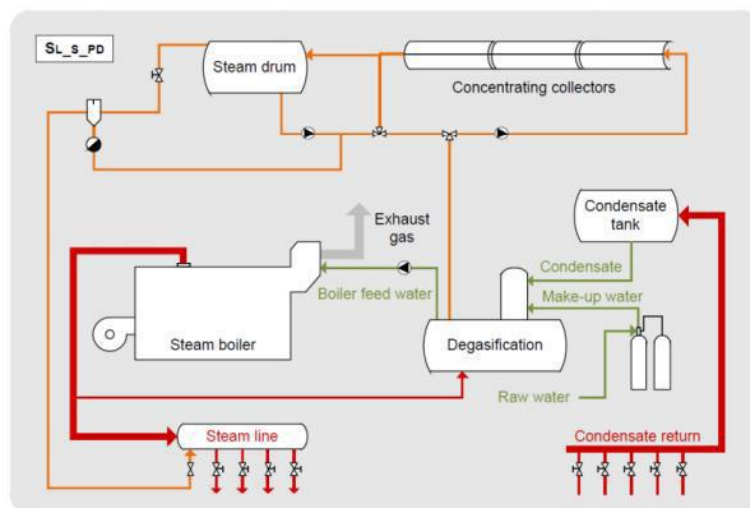 SL_S_PD
Steam drum
Concentrating collectors
Exhaust
gas
Condensate
tank
Condensate
Boiler feed water
Make-up water
Steam boiler
Degasification
Raw water
Steam line
Condensate return